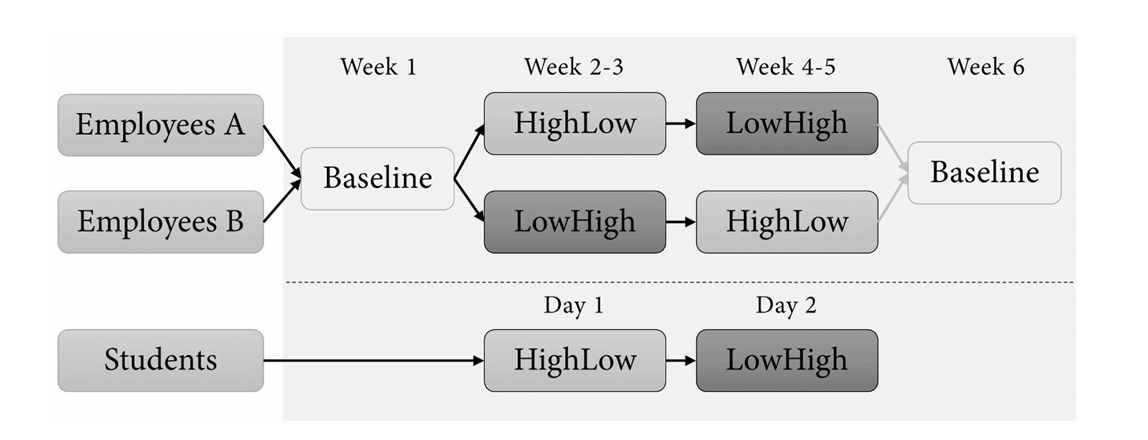 Week 1
Week 2-3
Week 4-5
Week 6
Employees A
HighLow
LowHigh
Baseline
Baseline
Employees B
LowHigh
HighLow
Day 1
Day 2
Students
HighLow
LowHigh